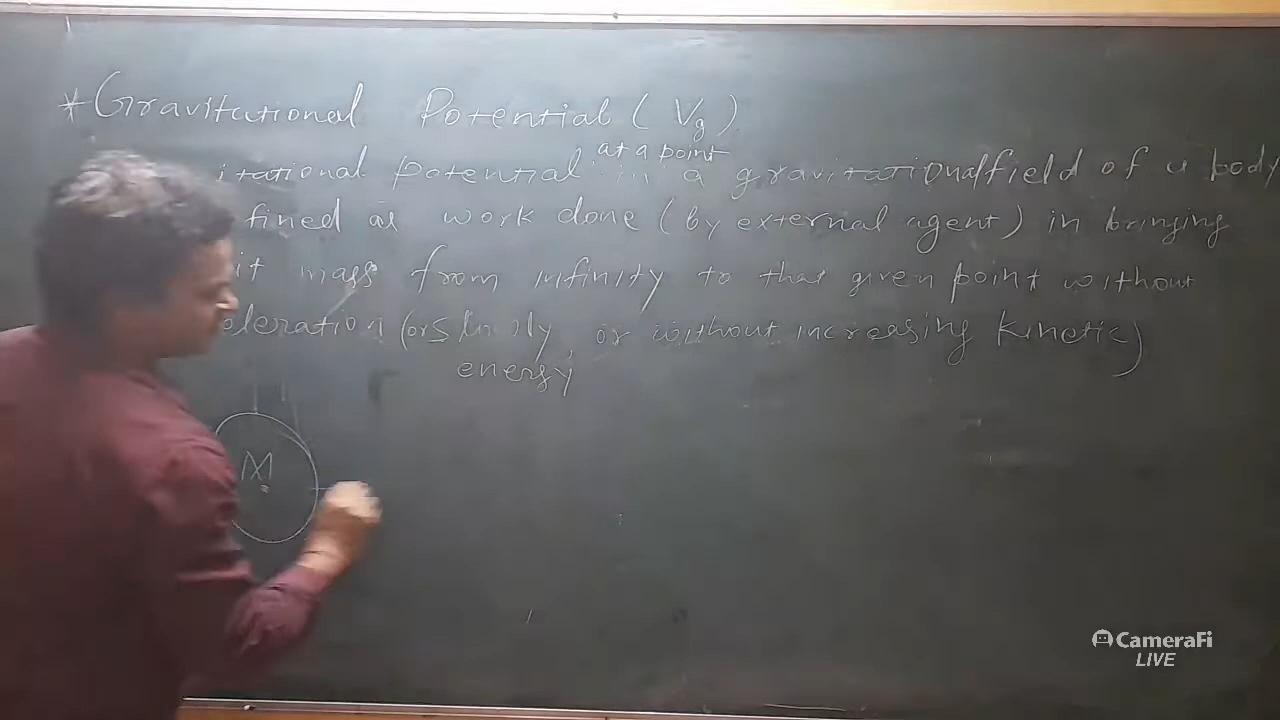 * Gravitational Potential ( Vg )
at a point
itational potential in a gravitational field of a body
fined as work done (by external agent) in bringing
it mass from infinity to that given point without
eleration (or slowly or without increasing kinetic)
energy
M
CameraFi
LIVE